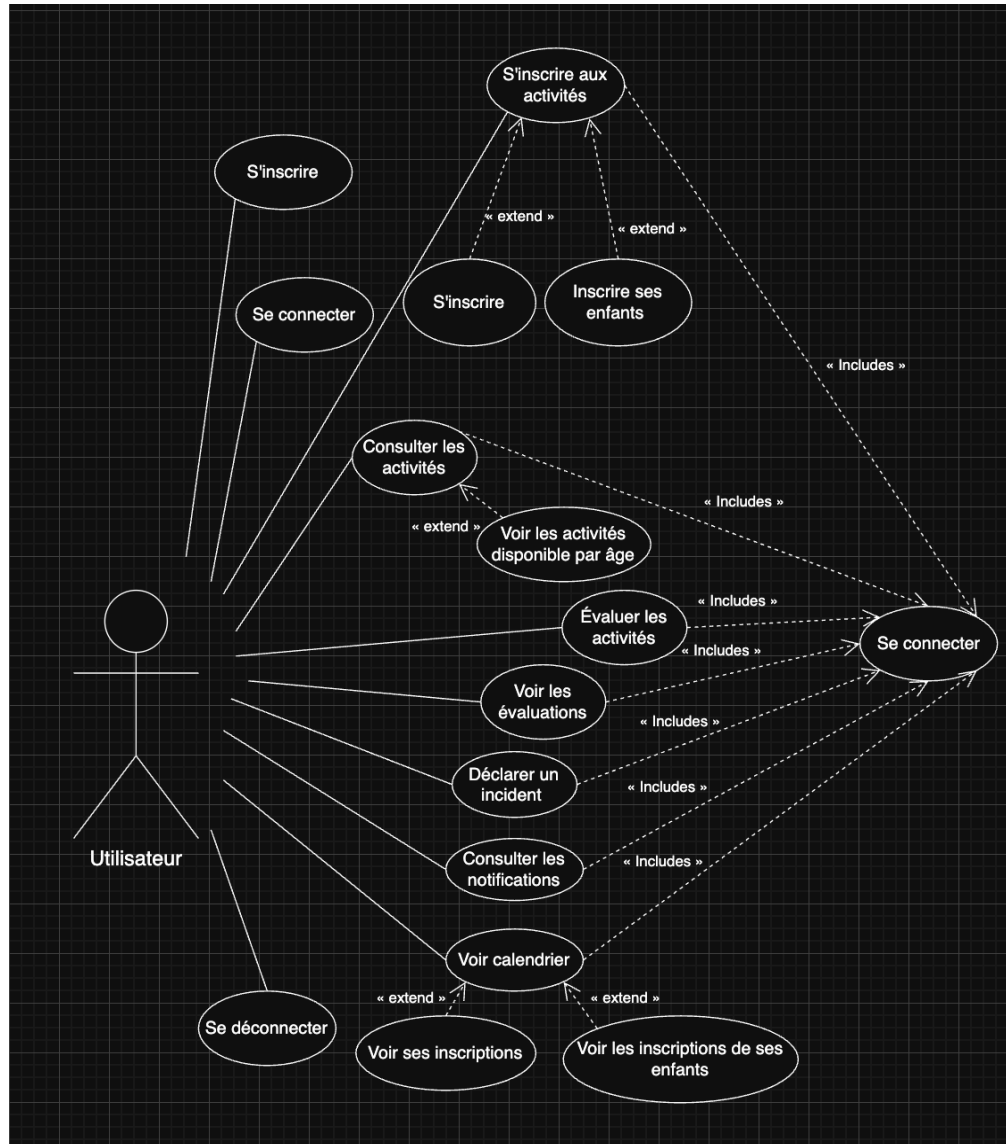 S'inscrire aux
activités
S'inscrire
« extend »
« extend »
Se connecter
S'inscrire
Inscrire ses
enfants
« Includes »
Consulter les
activités
« Includes »
« extend »
Voir les activités
disponible par âge
Évaluer les
activités
« Includes »
Se connecter
« Includes »
Voir les
évaluations
« Includes »
Déclarer un
incident
« Includes »
Utilisateur
Consulter les
notifications
« Includes »
Voir calendrier
« extend »
« extend »
Se déconnecter
Voir ses inscriptions
Voir les inscriptions de ses
enfants